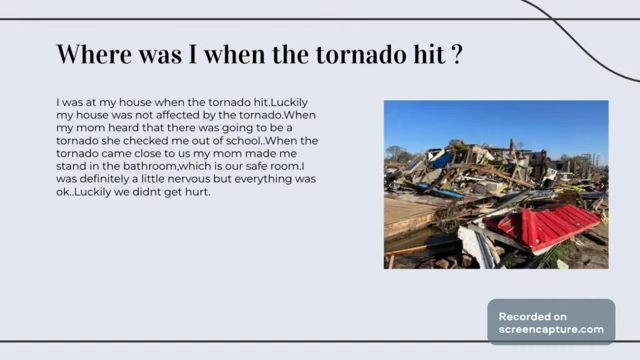 Where was I when the tornado hit ?
I was at my house when the tornado hit.Luckily
my house was not affected by the tornado.When
my mom heard that there was going to be a
tornado she checked me out of school..When the
tornado came close to us my mom made me
stand in the bathroom,which is our safe room.I
was definitely a little nervous but everything was
ok..Luckily we didnt get hurt.
Recorded on
screencapture.com